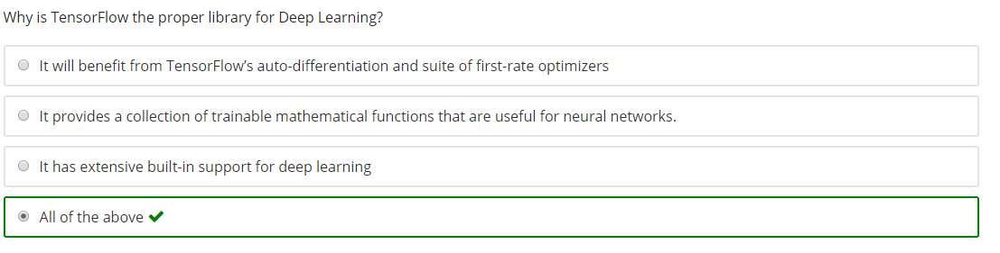 Why is TensorFlow the proper library for Deep Learning?
It will benefit from TensorFlow's auto-differentiation and suite of first-rate optimizers
It provides a collection of trainable mathematical functions that are useful for neural networks.
It has extensive built-in support for deep learning
All of the above